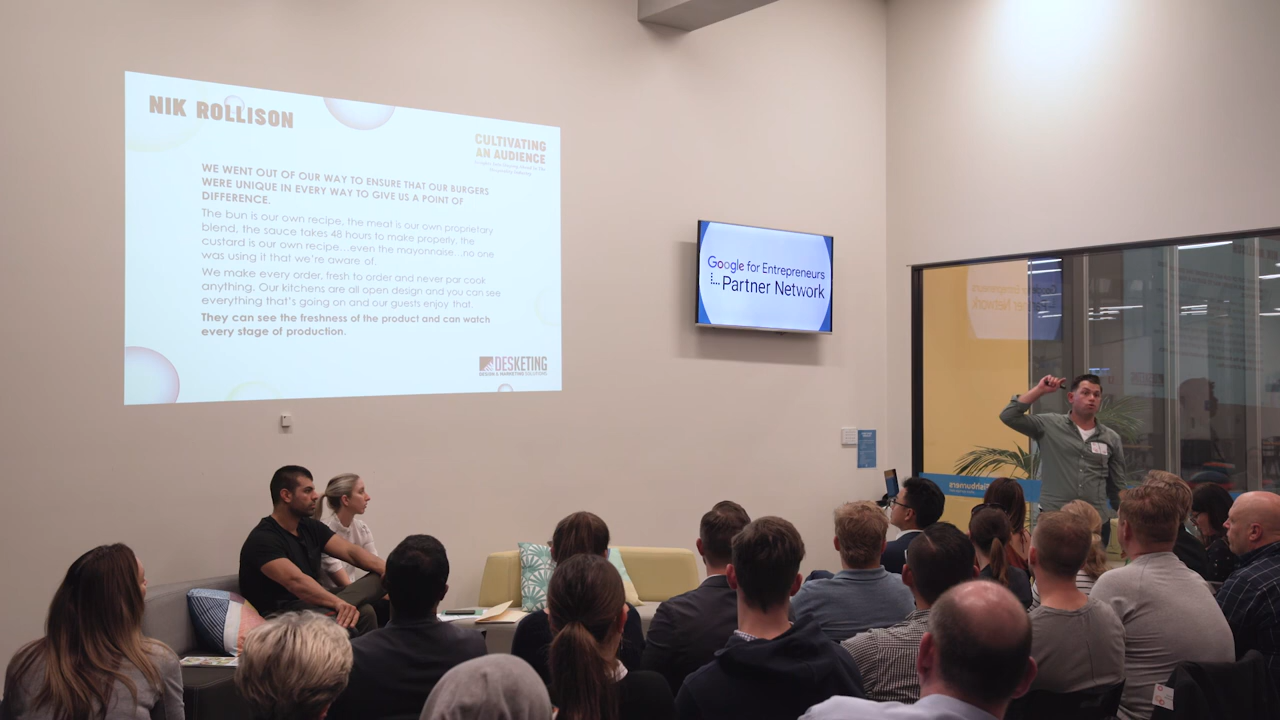 NIK ROLLISON
CULTIVATING
AN AUDIENCE
WE WENT OUT OF OUR WAY TO ENSURE THAT OUR BURGERS
WERE UNIQUE IN EVERY WAY TO GIVE US A POINT OF
DIFFERENCE.
The bun is our own recipe, the meat is our own proprietary
blend, the sauce takes 48 hours to make properly, the
custard is our own recipe...even the mayonnaise...no one
was using it that we're aware of.
We make every order, fresh to order and never par cook
anything. Our kitchens are all open design and you can see
everything that's going on and our guests enjoy that.
They can see the freshness of the product and can watch
every stage of production.
DESKETING
DESIGN & MARKETING SOLUTIONS
Google for Entrepreneurs
Partner Network